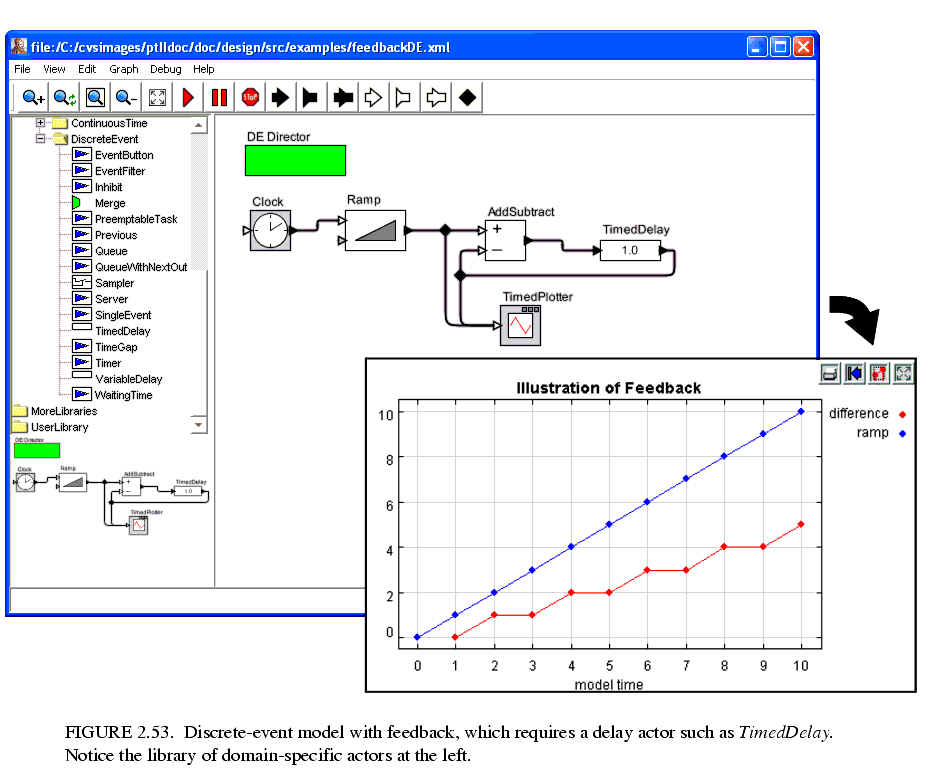 file:/C:/cvsimages/ptIIdoc/doc/design/src/examples/feedbackDE.xml
File View Edit Graph Debug Help
STOP
ContinuousTime
DiscreteEvent
EventButton
EventFilter
Inhibit
Merge
PreemptableTask
Previous
Queue
QueueWithNextOut
Sampler
Server
SingleEvent
TimedDelay
TimeGap
Timer
VariableDelay
WaitingTime
MoreLibraries
UserLibrary
DE Director
Clock
Ramp
AddSubtract
TimedDelay
1.0
TimedPlotter
DE Director
Clock
Ramp
AddSubtract
+
−
TimedDelay
1.0
TimedPlotter
Illustration of Feedback
difference
ramp
10
8
6
4
2
0
0 1 2 3 4 5 6 7 8 9 10
model time
FIGURE 2.53. Discrete-event model with feedback, which requires a delay actor such as TimedDelay.
Notice the library of domain-specific actors at the left.